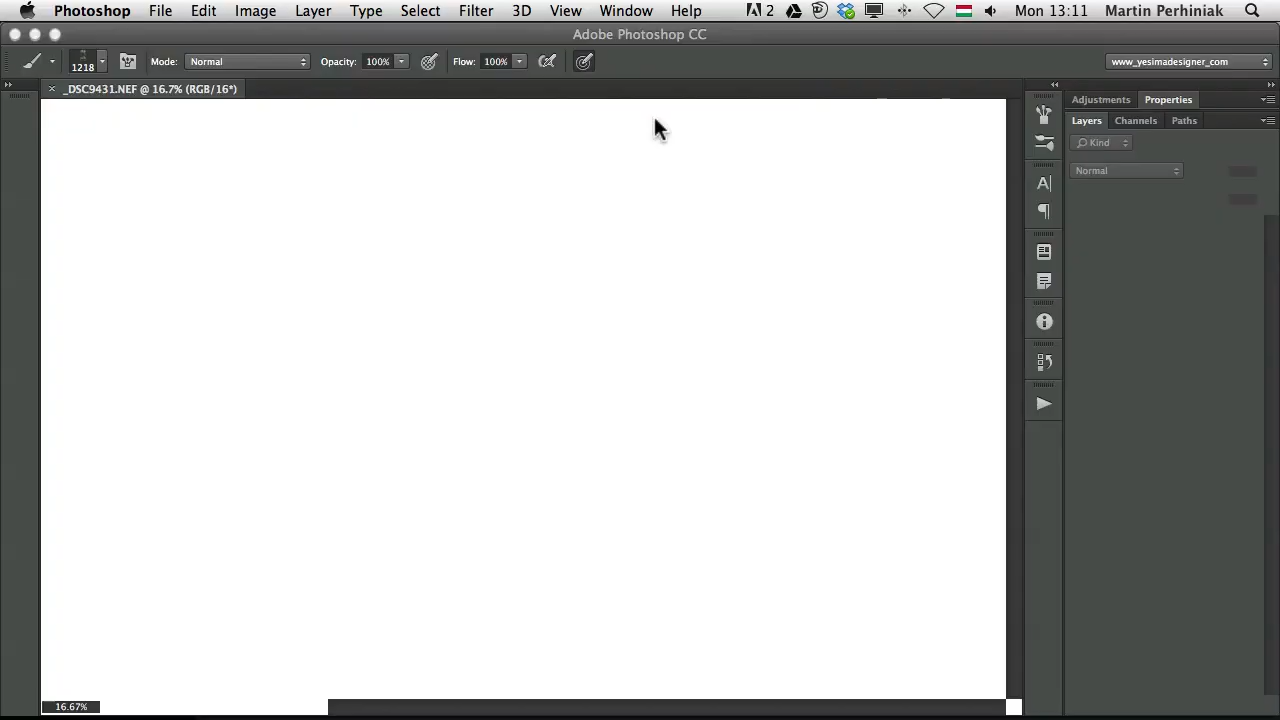 Photoshop File Edit Image Layer Type Select Filter 3D View Window Help 2 Mon 13:11 Martin Perhiniak
Adobe Photoshop CC
1218 Mode: Normal Opacity: 100% Flow: 100% www_yesimadesigner_com
_DSC9431.NEF @ 16.7% (RGB/16*)
Adjustments Properties
Layers Channels Paths
Kind
Normal
16.67%